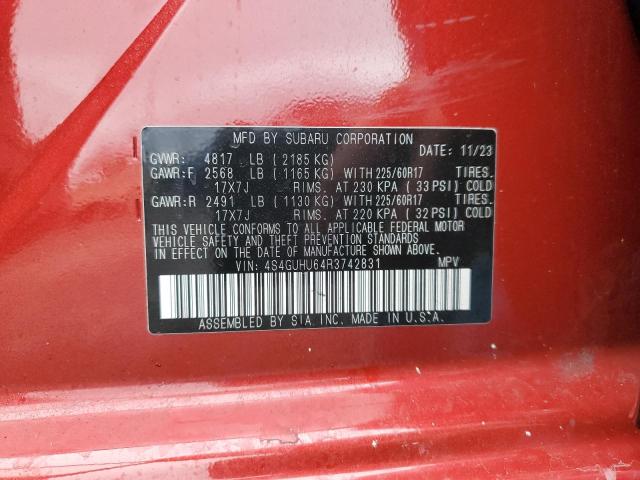 MFD BY SUBARU CORPORATION
GVWR: 4817 LB (2185 KG) DATE: 11/23
GAWR:F 2568 LB (1165 KG) WITH 225/60R17 TIRES.
17X7J RIMS. AT 230 KPA (33 PSI) COLD
GAWR:R 2491 LB (1130 KG) WITH 225/60R17 TIRES.
17X7J RIMS. AT 220 KPA (32 PSI) COLD
THIS VEHICLE CONFORMS TO ALL APPLICABLE FEDERAL MOTOR
VEHICLE SAFETY AND BUMPER STANDARDS
IN EFFECT ON THE DATE OF MANUFACTURE SHOWN ABOVE.
VIN: 4S4GUHU64R3742831 MPV
ASSEMBLED BY SIA, INC. MADE IN U.S.A.